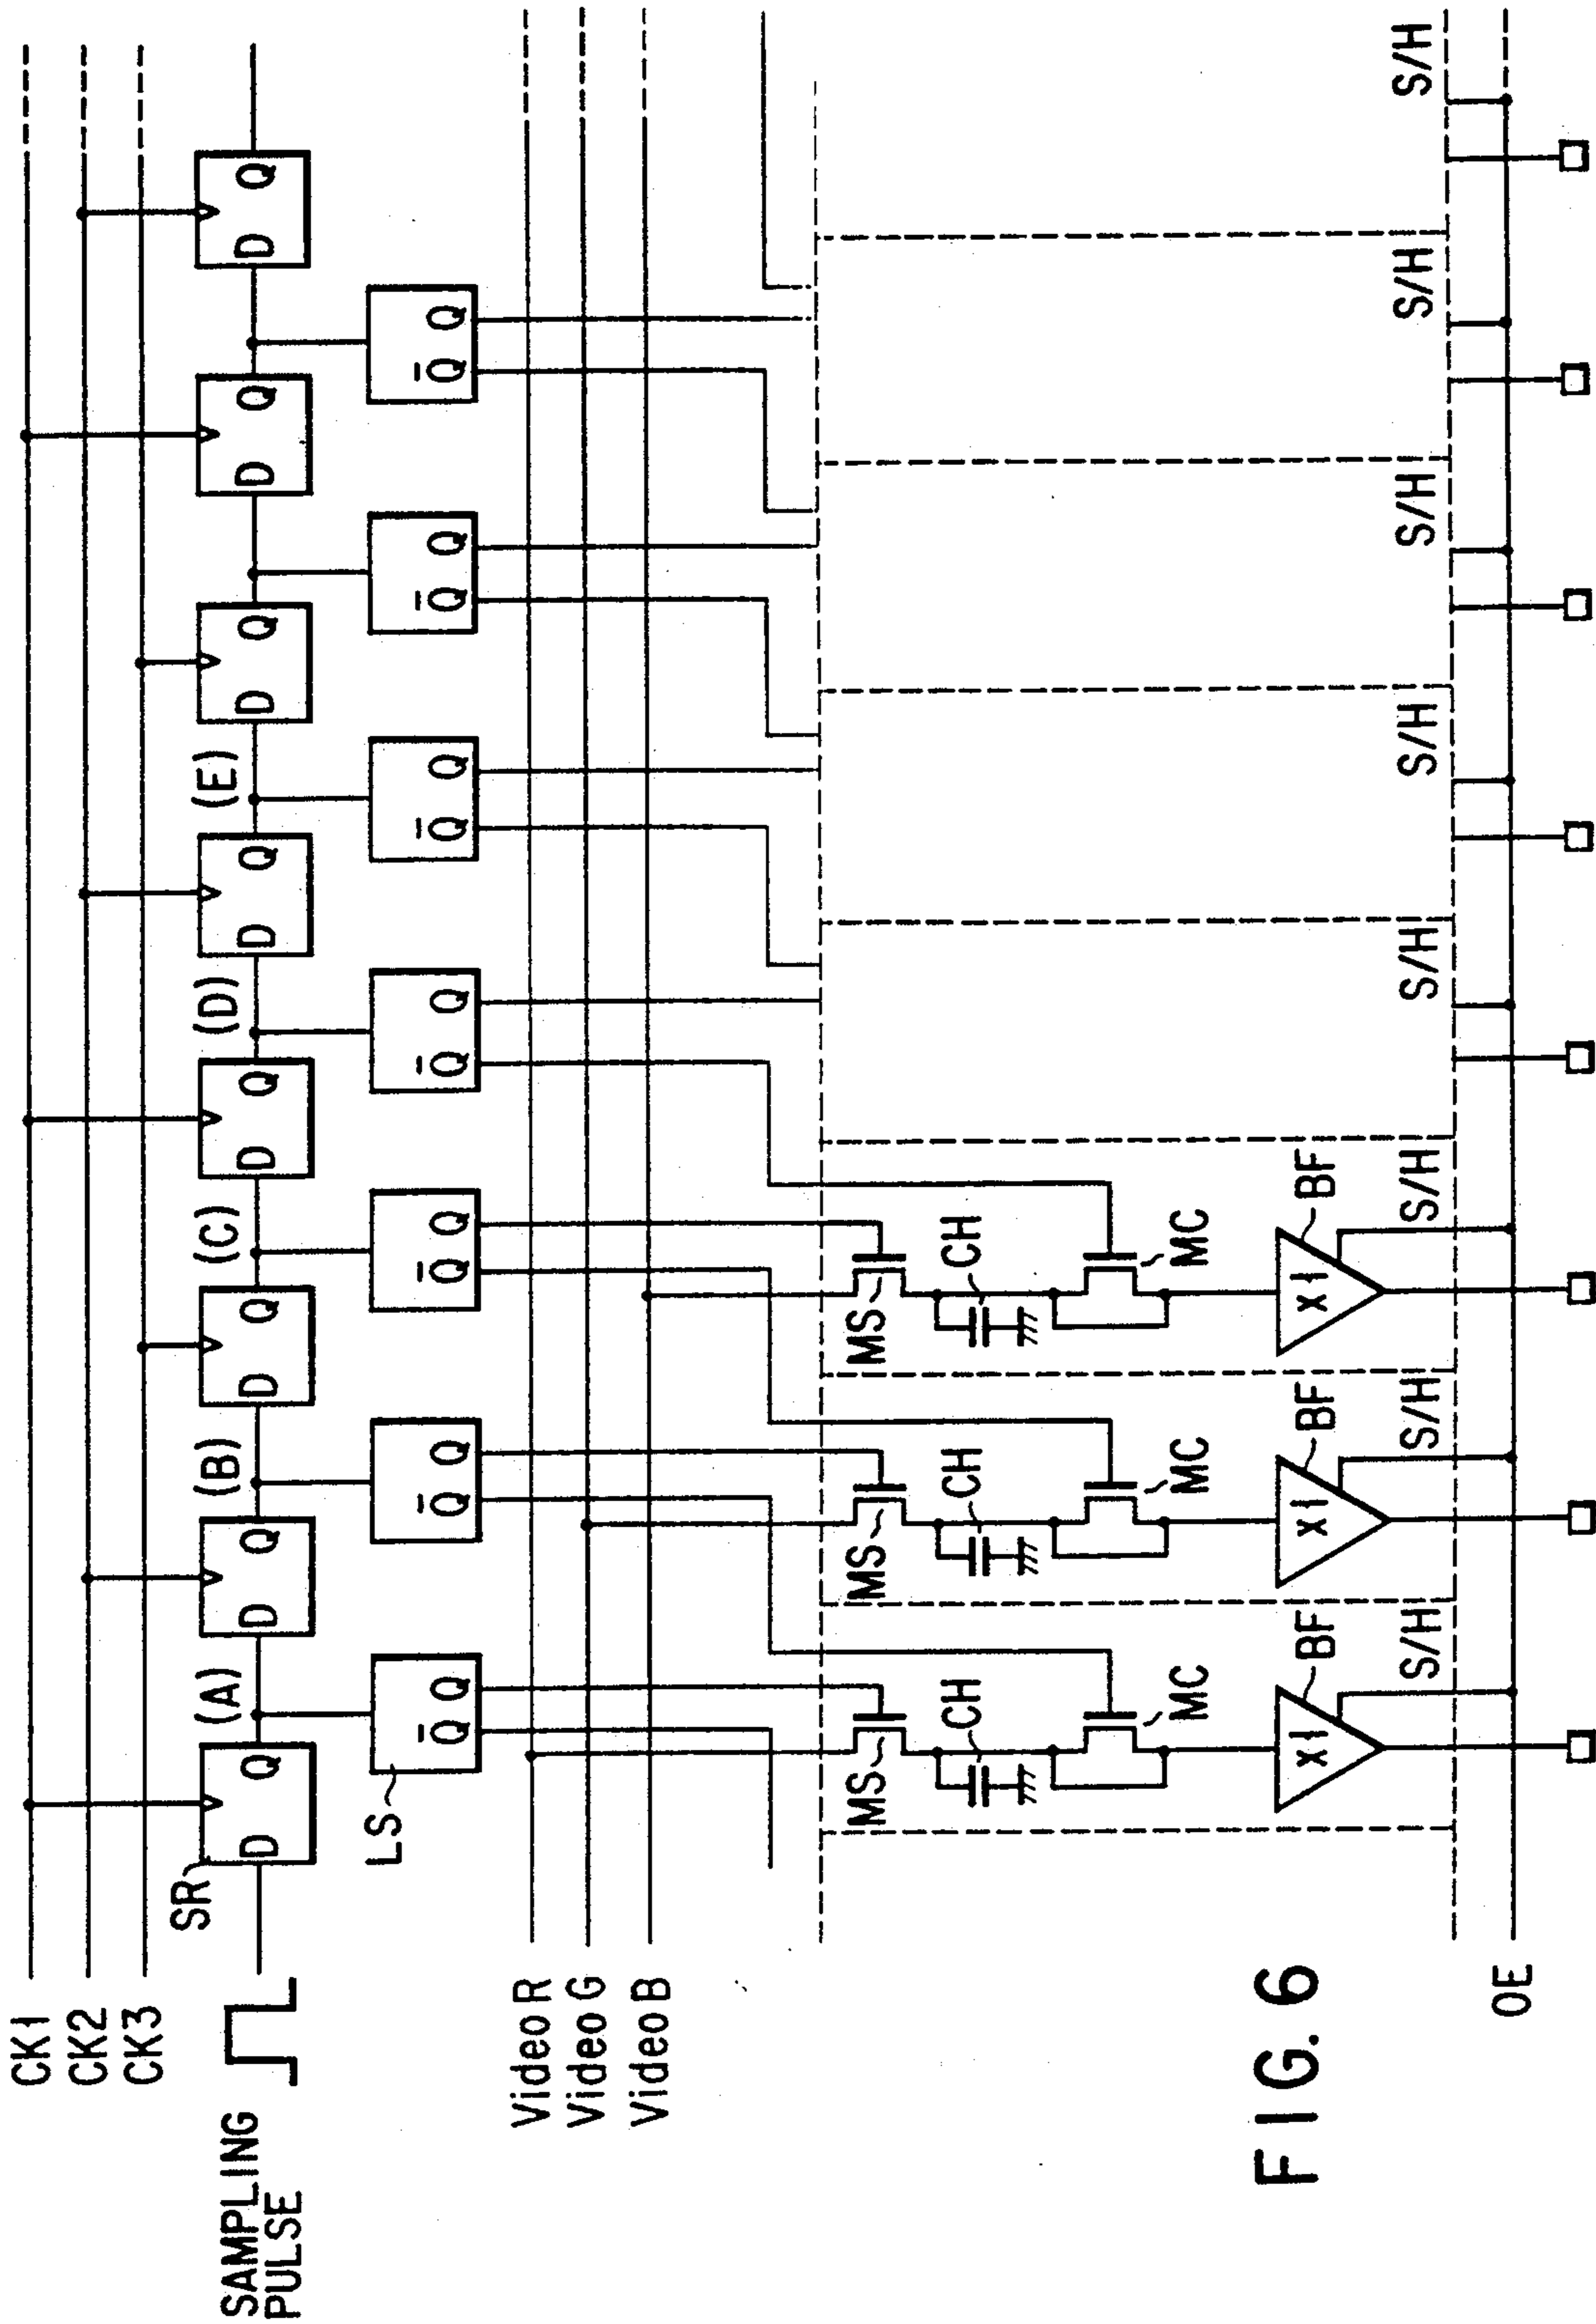 CK1
CK2
CK3
SAMPLING
PULSE
SR
D Q
(A)
D Q
(B)
D Q
(C)
D Q
(D)
D Q
(E)
D Q
D Q
D Q
LS
Q̅ Q
Q̅ Q
Q̅ Q
Q̅ Q
Q̅ Q
Q̅ Q
Q̅ Q
Video R
Video G
Video B
MS
CH
MC
x1
BF
S/H
MS
CH
MC
x1
BF
S/H
MS
CH
MC
x1
BF
S/H
S/H
S/H
S/H
S/H
S/H
OE
FIG. 6